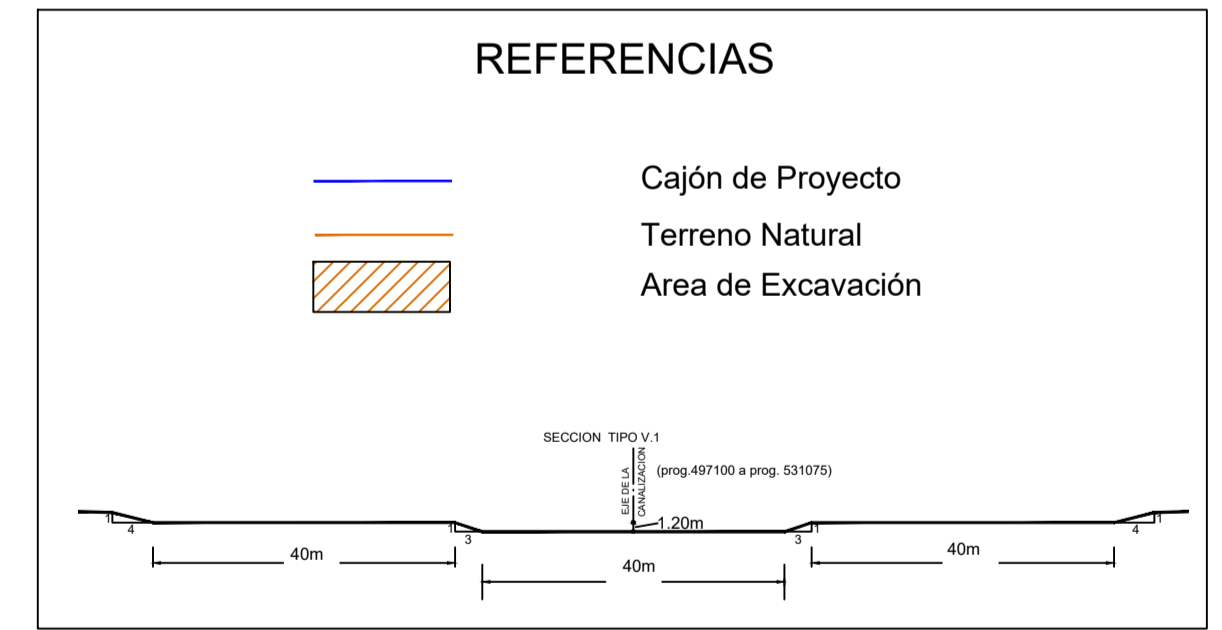 REFERENCIAS
Cajón de Proyecto
Terreno Natural
Area de Excavación
SECCION TIPO V.1
EJE DE LA
CANALIZACION
(prog.497100 a prog. 531075)
1.20m
1
4
1
3
3
1
4
1
40m
40m
40m